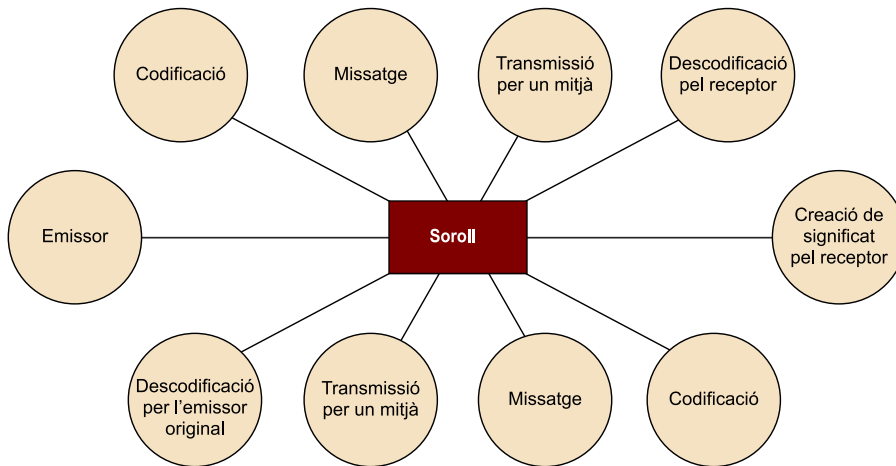 Codificació
Missatge
Transmissió
per un mitjà
Descodificació
pel receptor
Emissor
Soroll
Creació de
significat
pel receptor
Descodificació
per l’emissor
original
Transmissió
per un mitjà
Missatge
Codificació